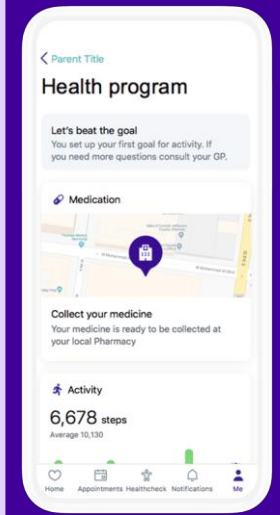 Parent Title
Health program
Let's beat the goal
You set up your first goal for activity. If
you need more questions consult your GP.
Medication
Collect your medicine
Your medicine is ready to be collected at
your local Pharmacy
Activity
6,678 steps
Average 10,130
Home Appointments Healthcheck Notifications Me